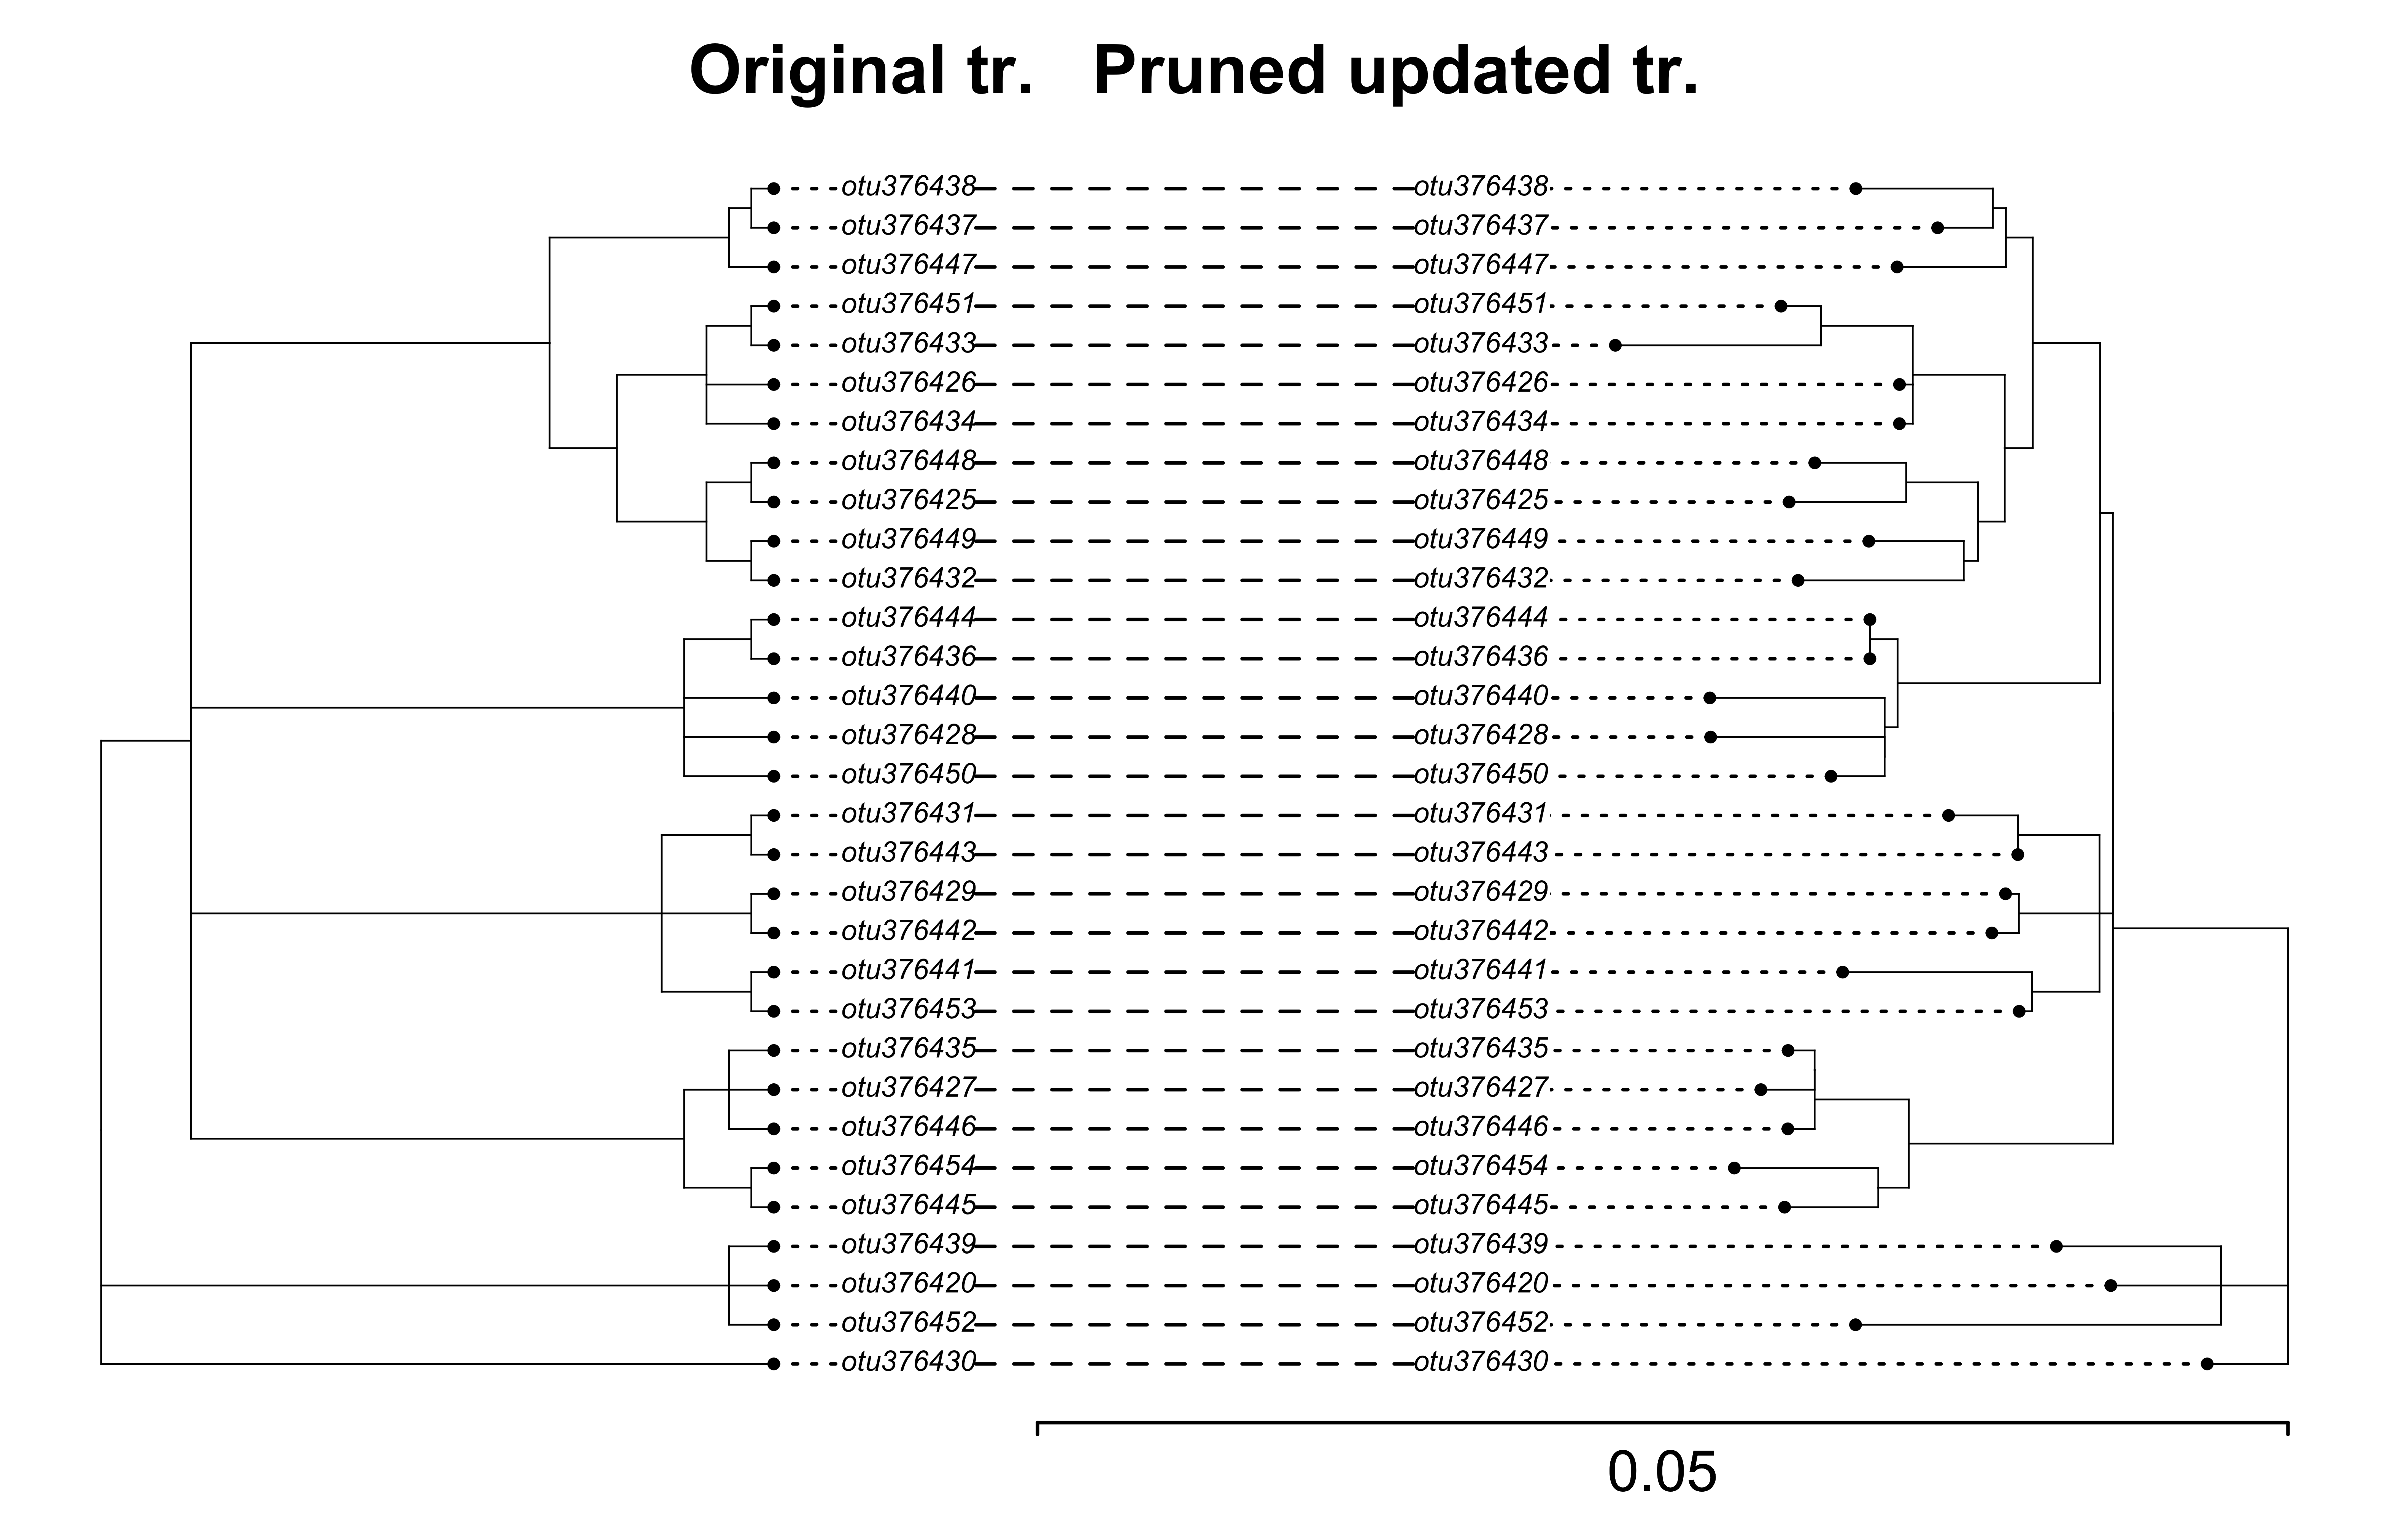 Original tr. Pruned updated tr.
otu376438 otu376438
otu376437 otu376437
otu376447 otu376447
otu376451 otu376451
otu376433 otu376433
otu376426 otu376426
otu376434 otu376434
otu376448 otu376448
otu376425 otu376425
otu376449 otu376449
otu376432 otu376432
otu376444 otu376444
otu376436 otu376436
otu376440 otu376440
otu376428 otu376428
otu376450 otu376450
otu376431 otu376431
otu376443 otu376443
otu376429 otu376429
otu376442 otu376442
otu376441 otu376441
otu376453 otu376453
otu376435 otu376435
otu376427 otu376427
otu376446 otu376446
otu376454 otu376454
otu376445 otu376445
otu376439 otu376439
otu376420 otu376420
otu376452 otu376452
otu376430 otu376430
0.05